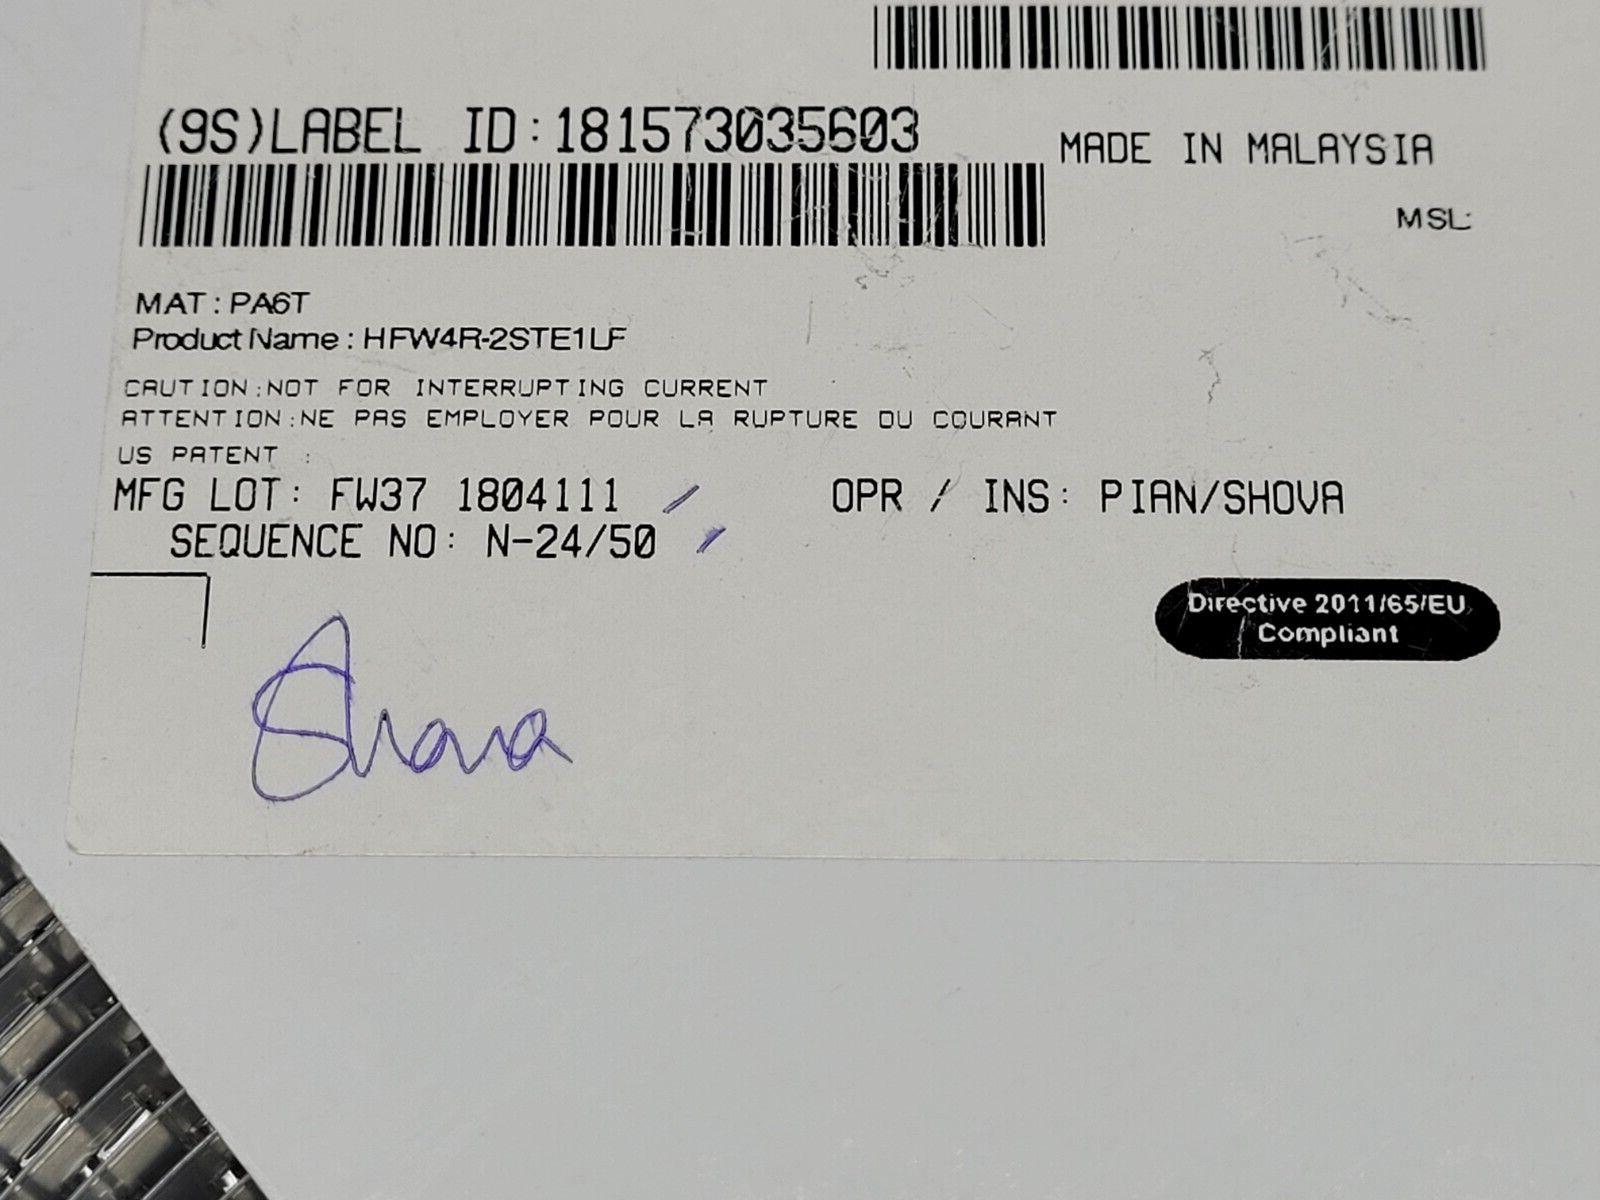 (9S)LABEL ID:181573035603
MADE IN MALAYSIA
MSL:
MAT : PA6T
Product Name : HFW4R-2STE1LF
CAUTION:NOT FOR INTERRUPTING CURRENT
ATTENTION:NE PAS EMPLOYER POUR LA RUPTURE DU COURANT
US PATENT :
MFG LOT: FW37 1804111
OPR / INS: PIAN/SHOVA
SEQUENCE NO: N-24/50
Directive 2011/65/EU
Compliant
Shova